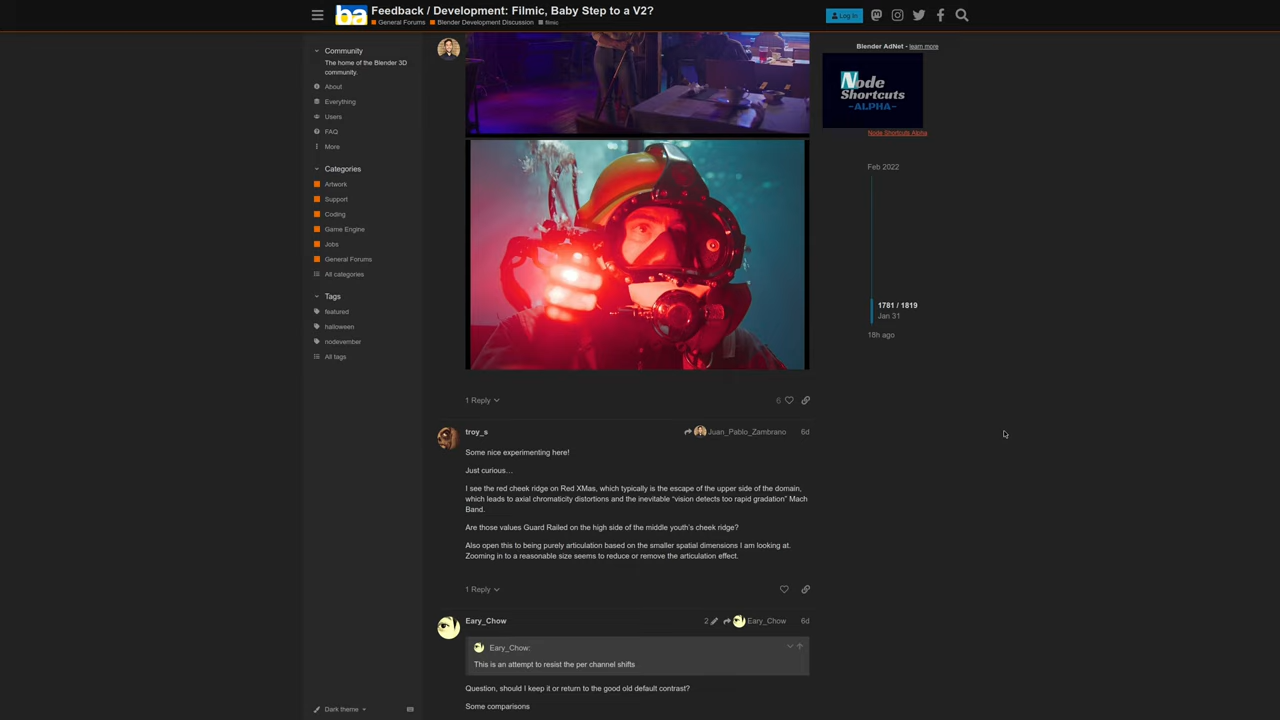 ba
Feedback / Development: Filmic, Baby Step to a V2?
General Forums Blender Development Discussion filmic
Log In
Community
The home of the Blender 3D
community.
About
Everything
Users
FAQ
More
Categories
Artwork
Support
Coding
Game Engine
Jobs
General Forums
All categories
Tags
featured
halloween
nodevember
All tags
Dark theme
1 Reply
6
troy_s
Juan_Pablo_Zambrano 6d
Some nice experimenting here!
Just curious…
I see the red cheek ridge on Red XMas, which typically is the escape of the upper side of the domain,
which leads to axial chromaticity distortions and the inevitable “vision detects too rapid gradation” Mach
Band.
Are those values Guard Railed on the high side of the middle youth’s cheek ridge?
Also open this to being purely articulation based on the smaller spatial dimensions I am looking at.
Zooming in to a reasonable size seems to reduce or remove the articulation effect.
1 Reply
Eary_Chow
2 Eary_Chow 6d
Eary_Chow:
This is an attempt to resist the per channel shifts
Question, should I keep it or return to the good old default contrast?
Some comparisons
Blender AdNet - learn more
Node
Shortcuts
-ALPHA-
Node Shortcuts Alpha
Feb 2022
1781 / 1819
Jan 31
18h ago